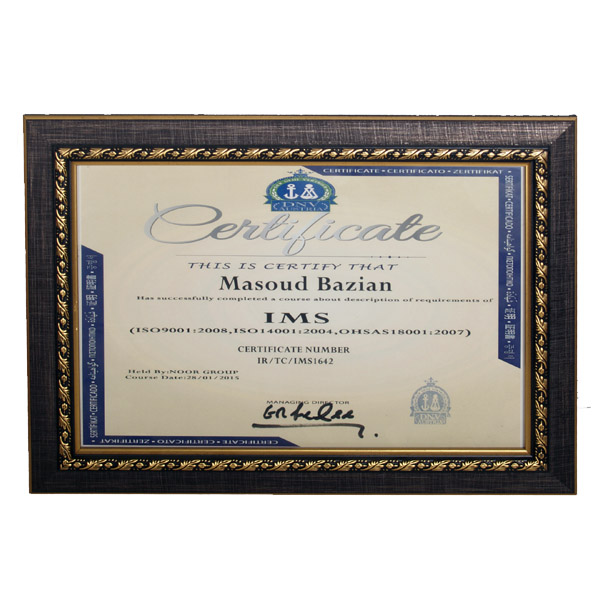 CERTIFICATE • CERTIFICATO • ZERTIFIKAT
DNV
AUSTRIA
Certificate
THIS IS CERTIFY THAT
Masoud Bazian
Has successfully completed a course about description of requirements of
IMS
(ISO9001:2008,ISO14001:2004,OHSAS18001:2007)
CERTIFICATE NUMBER
IR/TC/IMS1642
Held By:NOOR GROUP
Course Date:28/01/2015
MANAGING DIRECTOR
ZERTIFIKAT • CERTIFICATO • CERTIFICATE